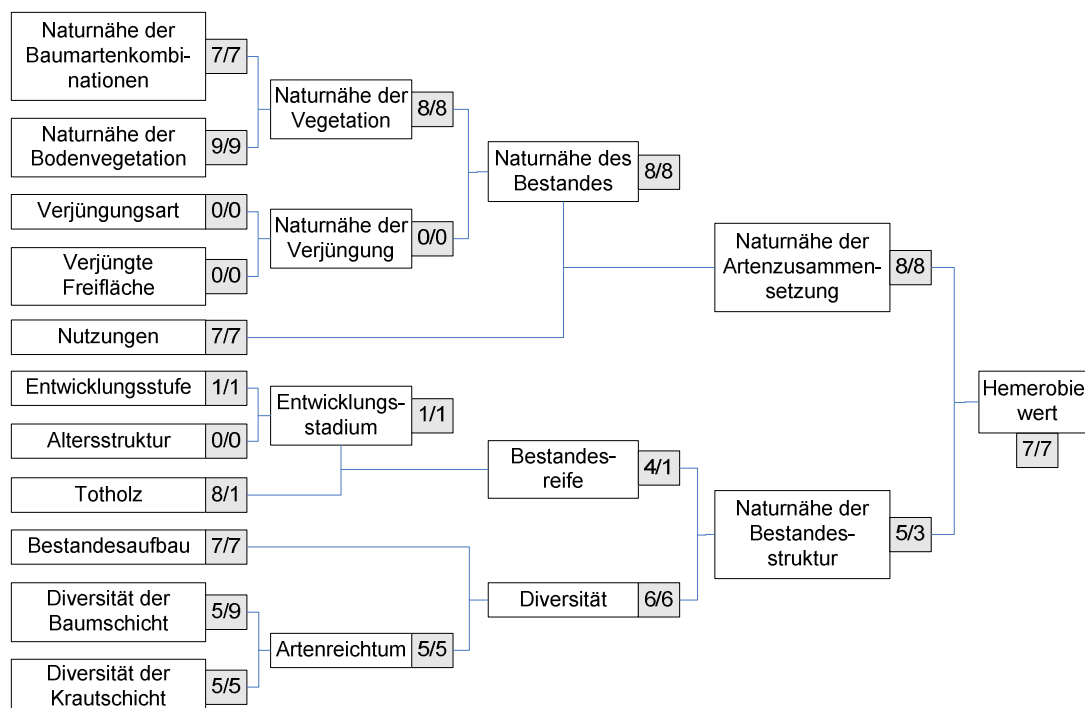 Naturnähe der
Baumartenkombi-
nationen
7/7
Naturnähe der
Bodenvegetation
9/9
Verjüngungsart
0/0
Verjüngte
Freifläche
0/0
Nutzungen
7/7
Entwicklungsstufe
1/1
Altersstruktur
0/0
Totholz
8/1
Bestandesaufbau
7/7
Diversität der
Baumschicht
5/9
Diversität der
Krautschicht
5/5
Naturnähe der
Vegetation
8/8
Naturnähe der
Verjüngung
0/0
Entwicklungs-
stadium
1/1
Artenreichtum
5/5
Naturnähe des
Bestandes
8/8
Bestandes-
reife
4/1
Diversität
6/6
Naturnähe der
Artenzusammen-
setzung
8/8
Naturnähe der
Bestandes-
struktur
5/3
Hemerobie
wert
7/7